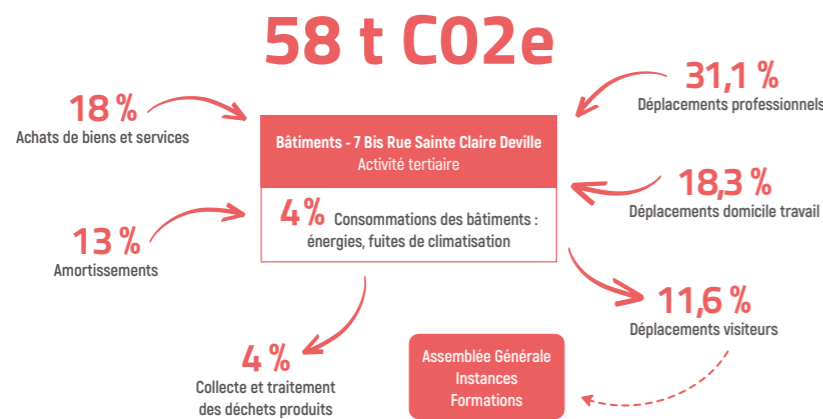 58 t CO2e
18 %
Achats de biens et services
13 %
Amortissements
Bâtiments - 7 Bis Rue Sainte Claire Deville
Activité tertiaire
4% Consommations des bâtiments :
énergies, fuites de climatisation
31,1 %
Déplacements professionnels
18,3 %
Déplacements domicile travail
11,6 %
Déplacements visiteurs
4 %
Collecte et traitement
des déchets produits
Assemblée Générale
Instances
Formations